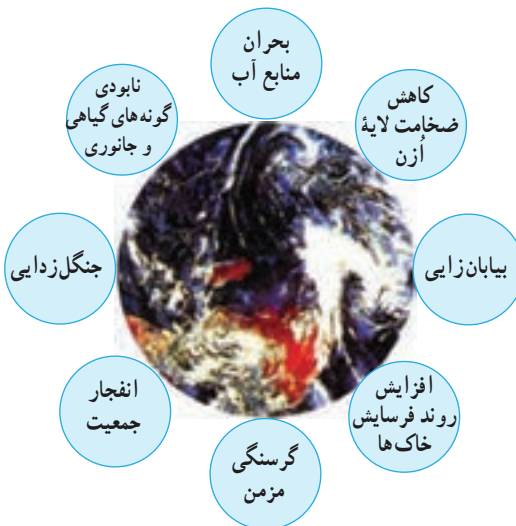 بحران
منابع آب
کاهش
ضخامت لایهٔ
اُزن
بیابان‌زایی
افزایش
روند فرسایش
خاک‌ها
گرسنگی
مزمن
انفجار
جمعیت
جنگل‌زدایی
نابودی
گونه‌های گیاهی
و جانوری